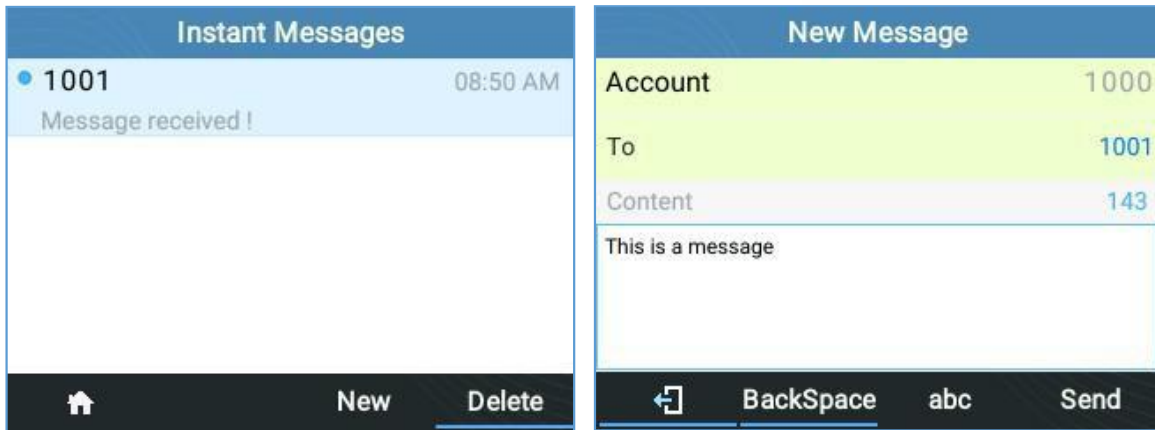 Instant Messages
1001 08:50 AM
Message received !
New Delete
New Message
Account 1000
To 1001
Content 143
This is a message
BackSpace abc Send